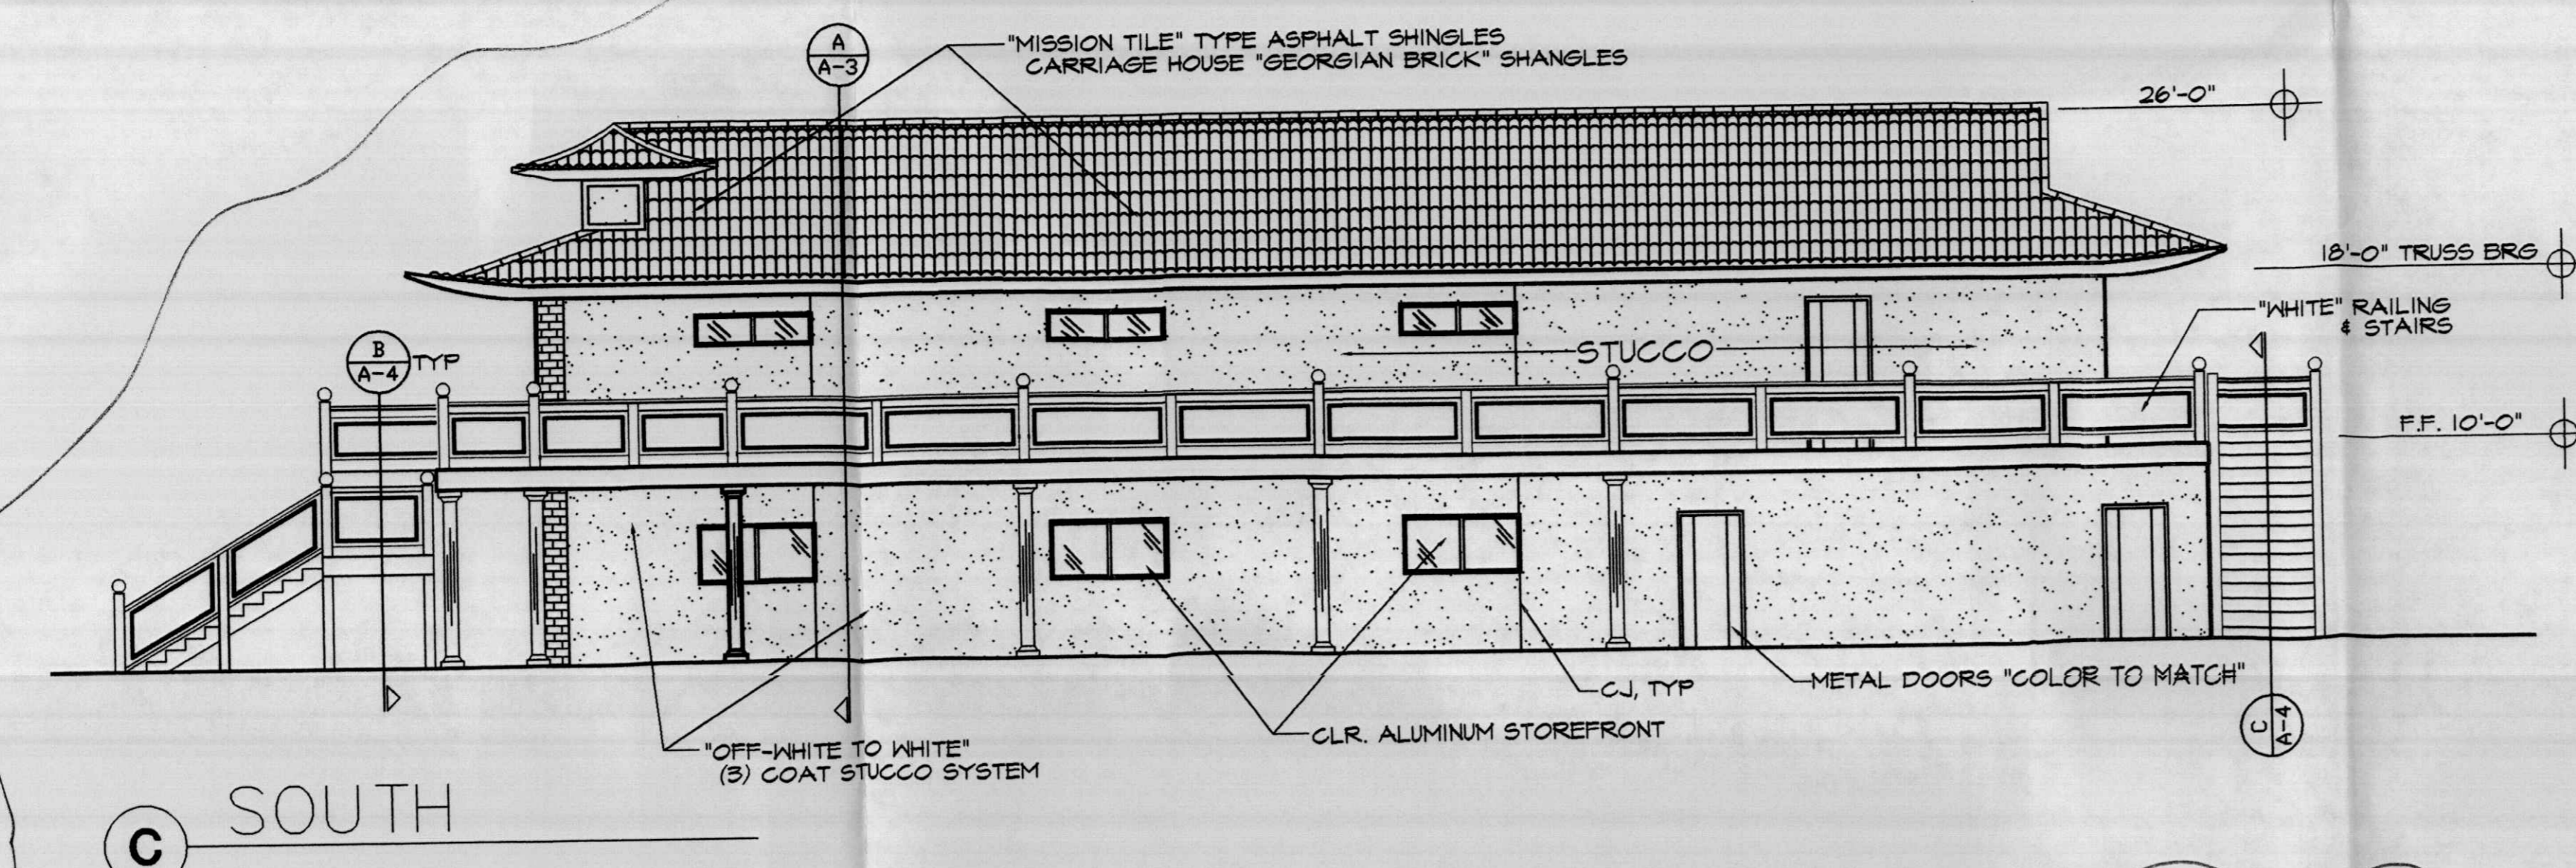 A
A-3
"MISSION TILE" TYPE ASPHALT SHINGLES
CARRIAGE HOUSE "GEORGIAN BRICK" SHANGLES
26'-0"
18'-0" TRUSS BRG
"WHITE" RAILING
& STAIRS
B
A-4
TYP
STUCCO
F.F. 10'-0"
CJ, TYP
METAL DOORS "COLOR TO MATCH"
CLR. ALUMINUM STOREFRONT
"OFF-WHITE TO WHITE"
(3) COAT STUCCO SYSTEM
C
A-4
C
SOUTH